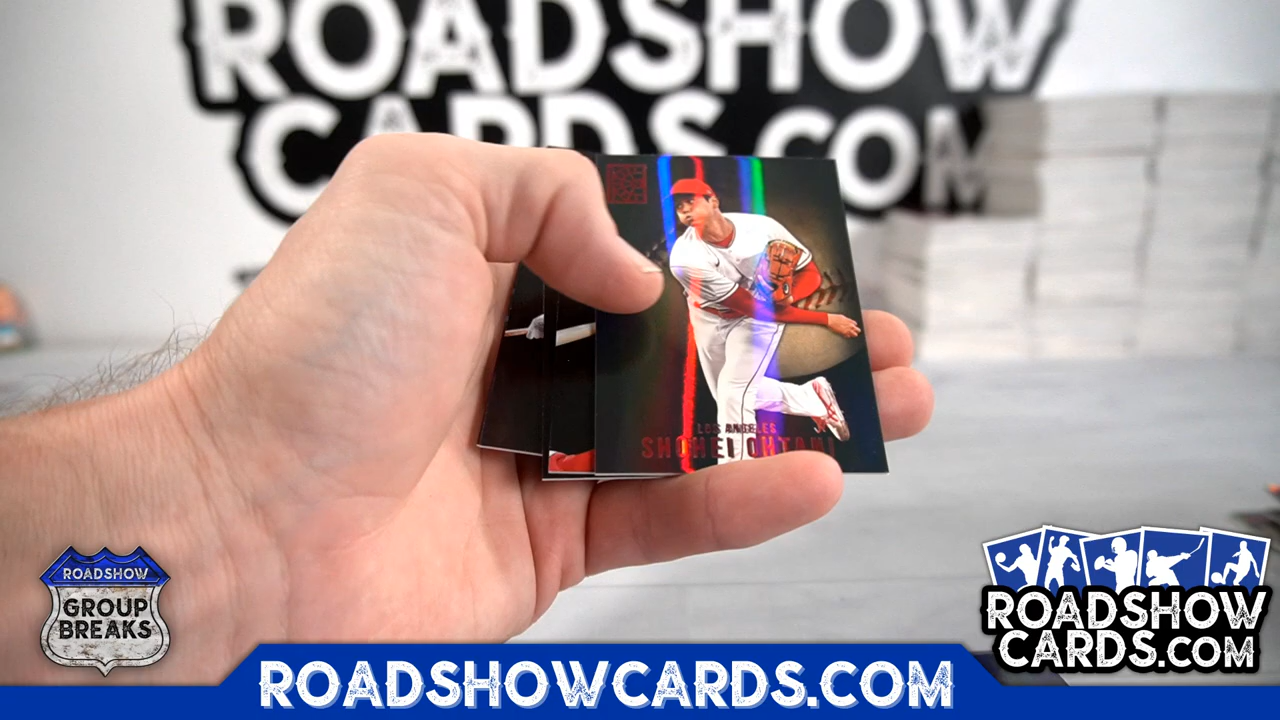 ROADSHOW
CARDS.COM
LOS ANGELES
SHOHEI OHTANI
ROADSHOW
GROUP
BREAKS
ROADSHOW
CARDS.COM
ROADSHOWCARDS.COM